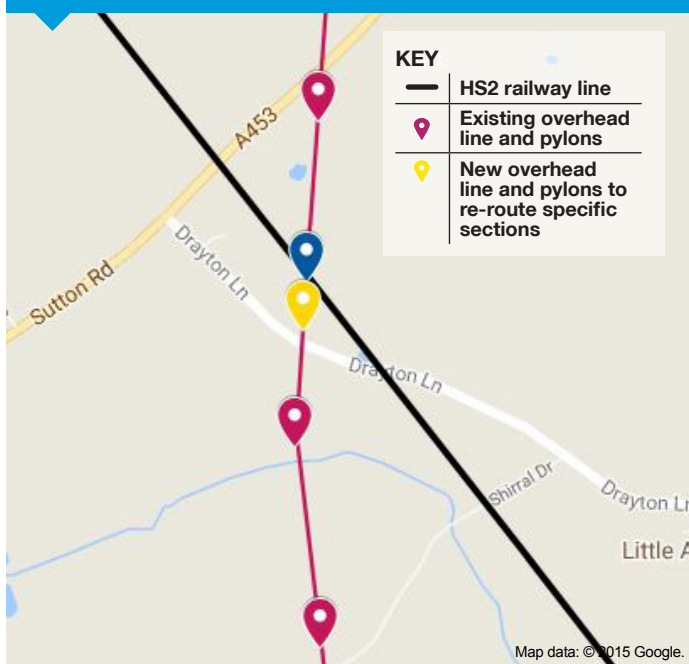 KEY
HS2 railway line
Existing overhead
line and pylons
New overhead
line and pylons to
re-route specific
sections
A453
Drayton Ln
Sutton Rd
Drayton Ln
Shirral Dr
Drayton Ln
Little A
Map data: © 2015 Google.